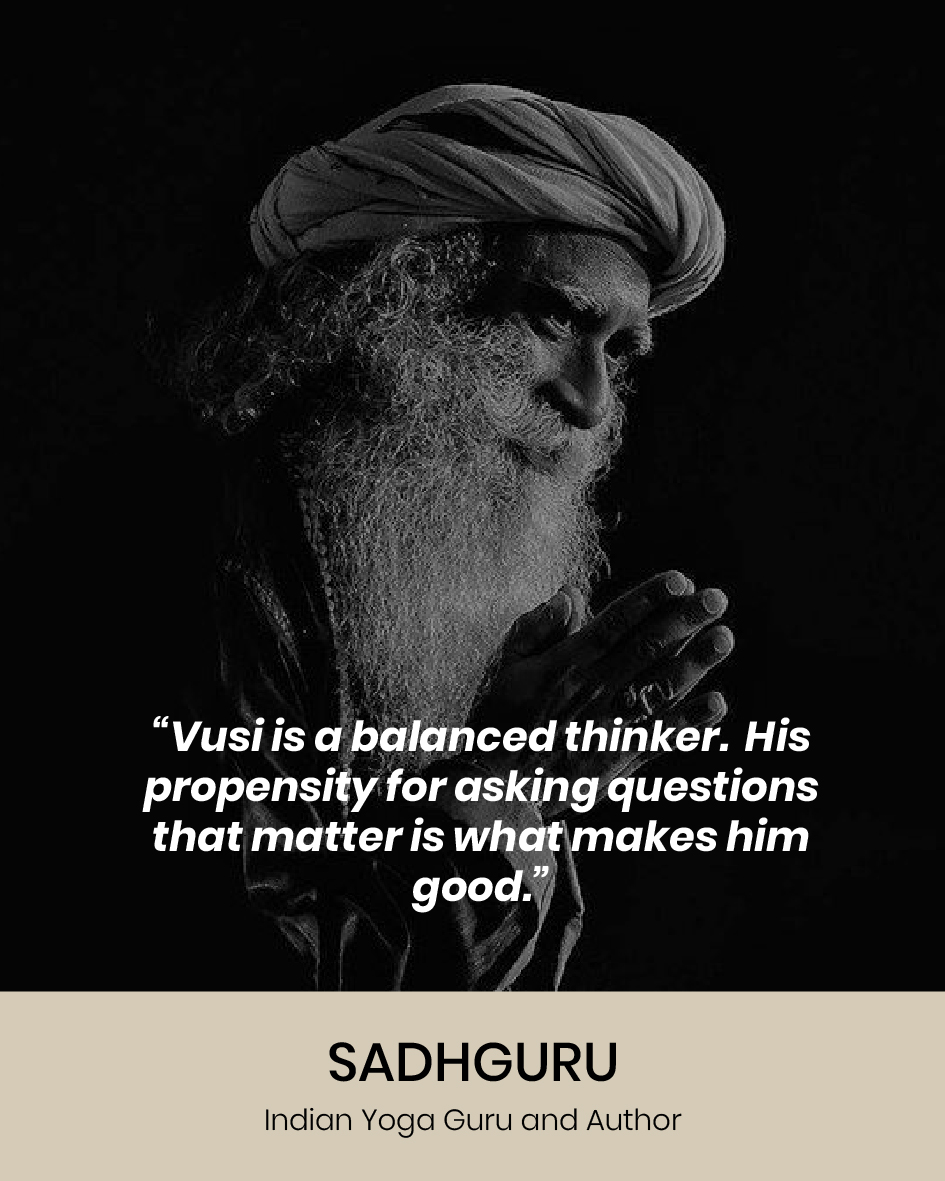 “Vusi is a balanced thinker. His
propensity for asking questions
that matter is what makes him
good.”
SADHGURU
Indian Yoga Guru and Author